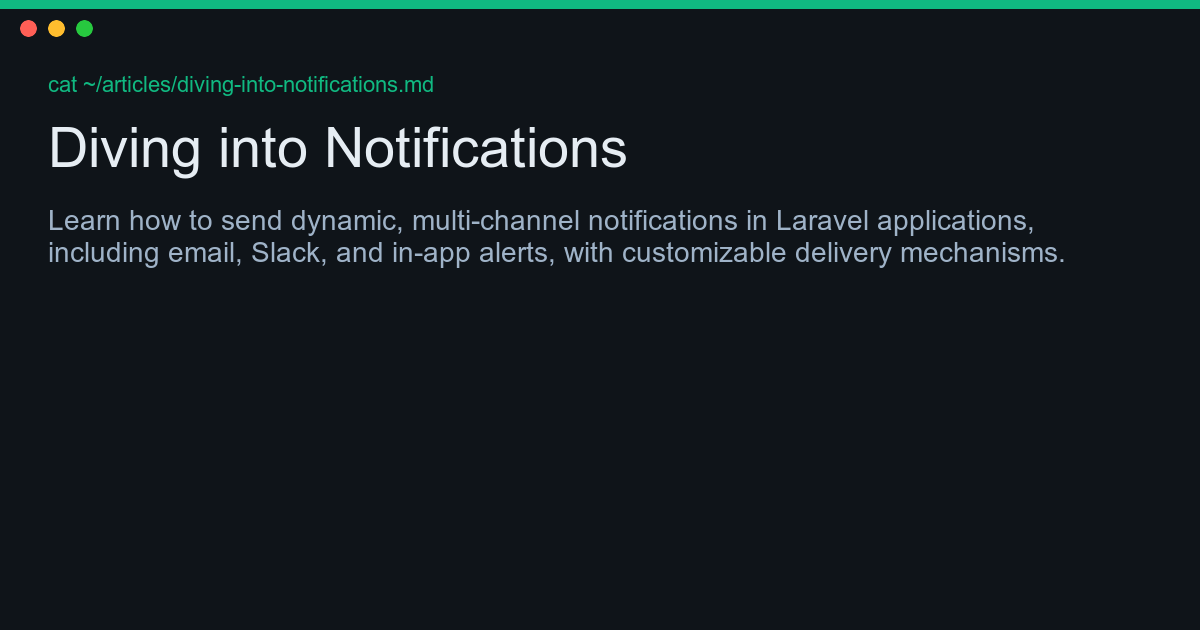 cat ~/articles/diving-into-notifications.md
Diving into Notifications
Learn how to send dynamic, multi-channel notifications in Laravel applications,
including email, Slack, and in-app alerts, with customizable delivery mechanisms.